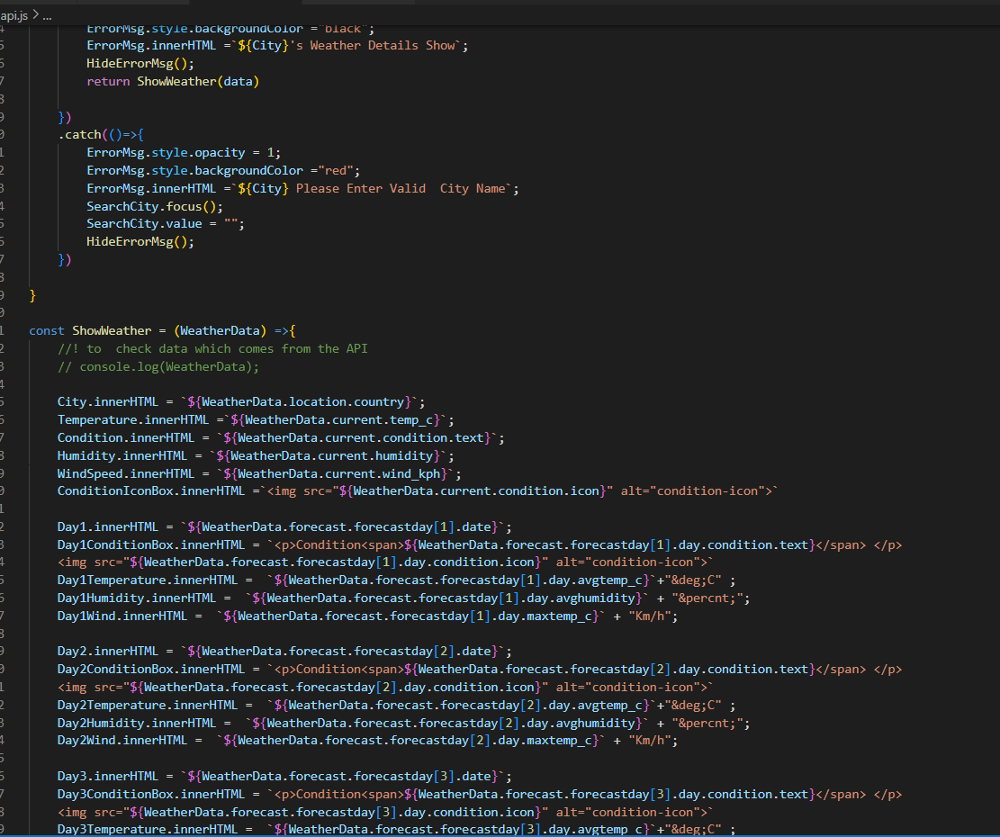 api.js > ...
ErrorMsg.style.backgroundColor ="black";
ErrorMsg.innerHTML =`${City}'s Weather Details Show`;
HideErrorMsg();
return ShowWeather(data)
})
.catch(()=>{
ErrorMsg.style.opacity = 1;
ErrorMsg.style.backgroundColor ="red";
ErrorMsg.innerHTML =`${City} Please Enter Valid  City Name`;
SearchCity.focus();
SearchCity.value = "";
HideErrorMsg();
})
}
const ShowWeather = (WeatherData) =>{
//! to  check data which comes from the API
// console.log(WeatherData);
City.innerHTML = `${WeatherData.location.country}`;
Temperature.innerHTML =`${WeatherData.current.temp_c}`;
Condition.innerHTML = `${WeatherData.current.condition.text}`;
Humidity.innerHTML = `${WeatherData.current.humidity}`;
WindSpeed.innerHTML = `${WeatherData.current.wind_kph}`;
ConditionIconBox.innerHTML =`<img src="${WeatherData.current.condition.icon}" alt="condition-icon">`
Day1.innerHTML = `${WeatherData.forecast.forecastday[1].date}`;
Day1ConditionBox.innerHTML = `<p>Condition<span>${WeatherData.forecast.forecastday[1].day.condition.text}</span> </p>
<img src="${WeatherData.forecast.forecastday[1].day.condition.icon}" alt="condition-icon">`
Day1Temperature.innerHTML =  `${WeatherData.forecast.forecastday[1].day.avgtemp_c}`+"&deg;C" ;
Day1Humidity.innerHTML =  `${WeatherData.forecast.forecastday[1].day.avghumidity}` + "&percnt;";
Day1Wind.innerHTML =  `${WeatherData.forecast.forecastday[1].day.maxtemp_c}` + "Km/h";
Day2.innerHTML = `${WeatherData.forecast.forecastday[2].date}`;
Day2ConditionBox.innerHTML = `<p>Condition<span>${WeatherData.forecast.forecastday[2].day.condition.text}</span> </p>
<img src="${WeatherData.forecast.forecastday[2].day.condition.icon}" alt="condition-icon">`
Day2Temperature.innerHTML =  `${WeatherData.forecast.forecastday[2].day.avgtemp_c}`+"&deg;C" ;
Day2Humidity.innerHTML =  `${WeatherData.forecast.forecastday[2].day.avghumidity}` + "&percnt;";
Day2Wind.innerHTML =  `${WeatherData.forecast.forecastday[2].day.maxtemp_c}` + "Km/h";
Day3.innerHTML = `${WeatherData.forecast.forecastday[3].date}`;
Day3ConditionBox.innerHTML = `<p>Condition<span>${WeatherData.forecast.forecastday[3].day.condition.text}</span> </p>
<img src="${WeatherData.forecast.forecastday[3].day.condition.icon}" alt="condition-icon">`
Day3Temperature.innerHTML =  `${WeatherData.forecast.forecastday[3].day.avgtemp_c}`+"&deg;C" ;